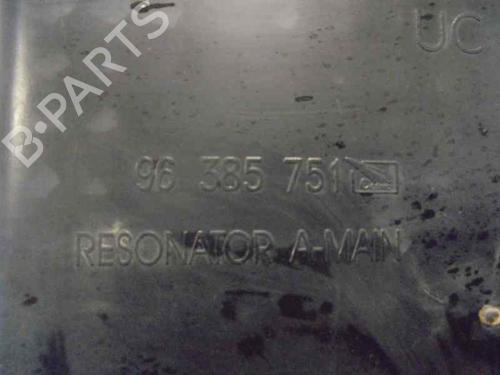 B-PARTS
UC
96 385 751
RESONATOR A-MAIN